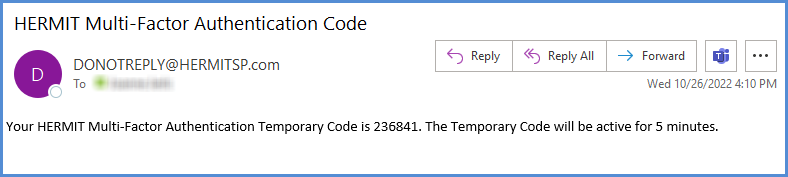 HERMIT Multi-Factor Authentication Code
D
DONOTREPLY@HERMITSP.com
To
Reply
Reply All
Forward
Wed 10/26/2022 4:10 PM
Your HERMIT Multi-Factor Authentication Temporary Code is 236841. The Temporary Code will be active for 5 minutes.